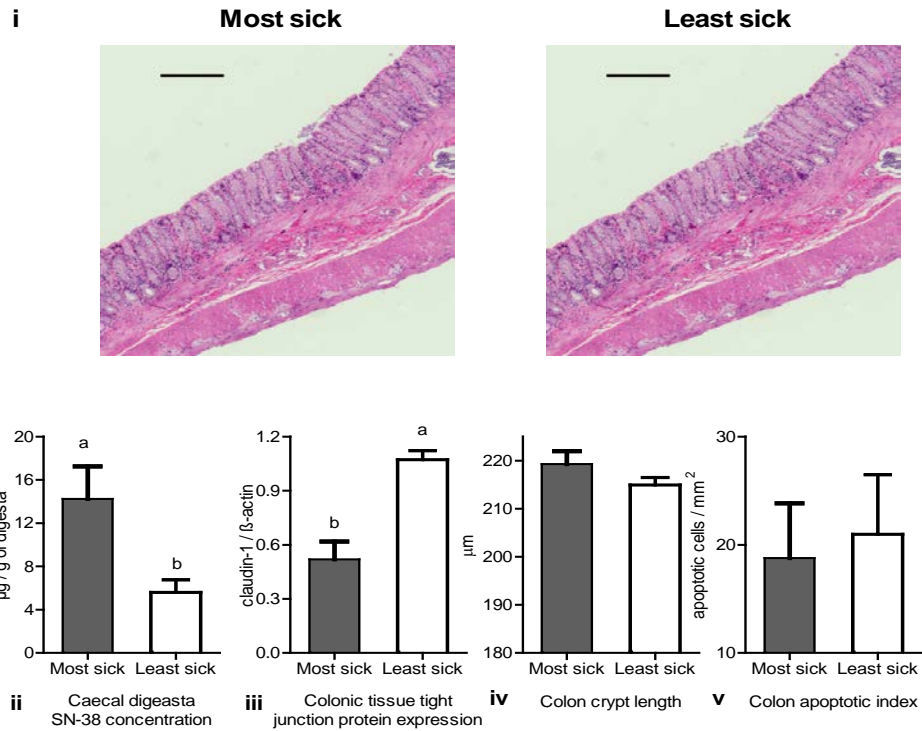 i
Most sick
Least sick
20
16
12
8
4
0
µg / g of digesta
a
b
Most sick Least sick
ii
Caecal digeasta
SN-38 concentration
1.2
0.9
0.6
0.3
0.0
claudin-1 / ß-actin
b
a
Most sick Least sick
iii
Colonic tissue tight
junction protein expression
220
210
200
190
180
µm
Most sick Least sick
iv
Colon crypt length
30
20
10
apoptotic cells / mm²
Most sick Least sick
v
Colon apoptotic index